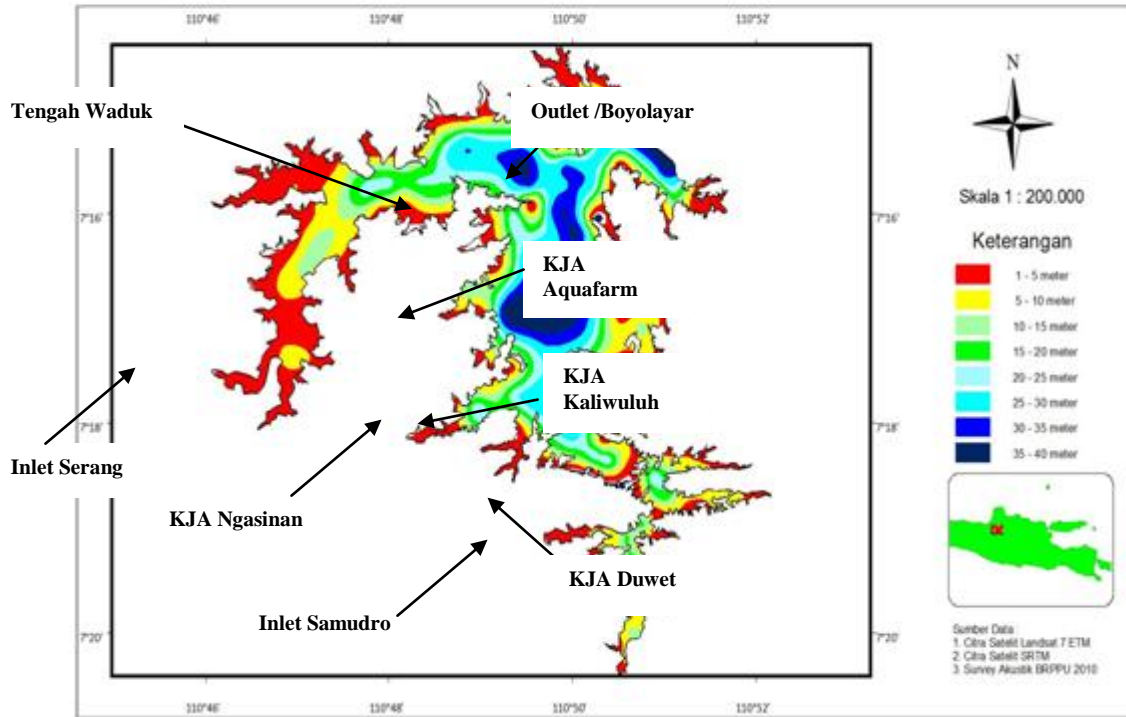 110°46' 110°48' 110°50' 110°52'
Tengah Waduk
Outlet /Boyolayar
N
Skala 1 : 200.000
7°16' 7°16'
Keterangan
1 - 5 meter
5 - 10 meter
10 - 15 meter
15 - 20 meter
20 - 25 meter
25 - 30 meter
30 - 35 meter
35 - 40 meter
KJA
Aquafarm
KJA
Kaliwuluh
7°18' 7°18'
Inlet Serang
KJA Ngasinan
KJA Duwet
Inlet Samudro
7°20' 7°20'
Sumber Data :
1. Citra Satelit Landsat 7 ETM
2. Citra Satelit SRTM
3. Survey Akustik BRPPU 2010
110°46' 110°48' 110°50' 110°52'